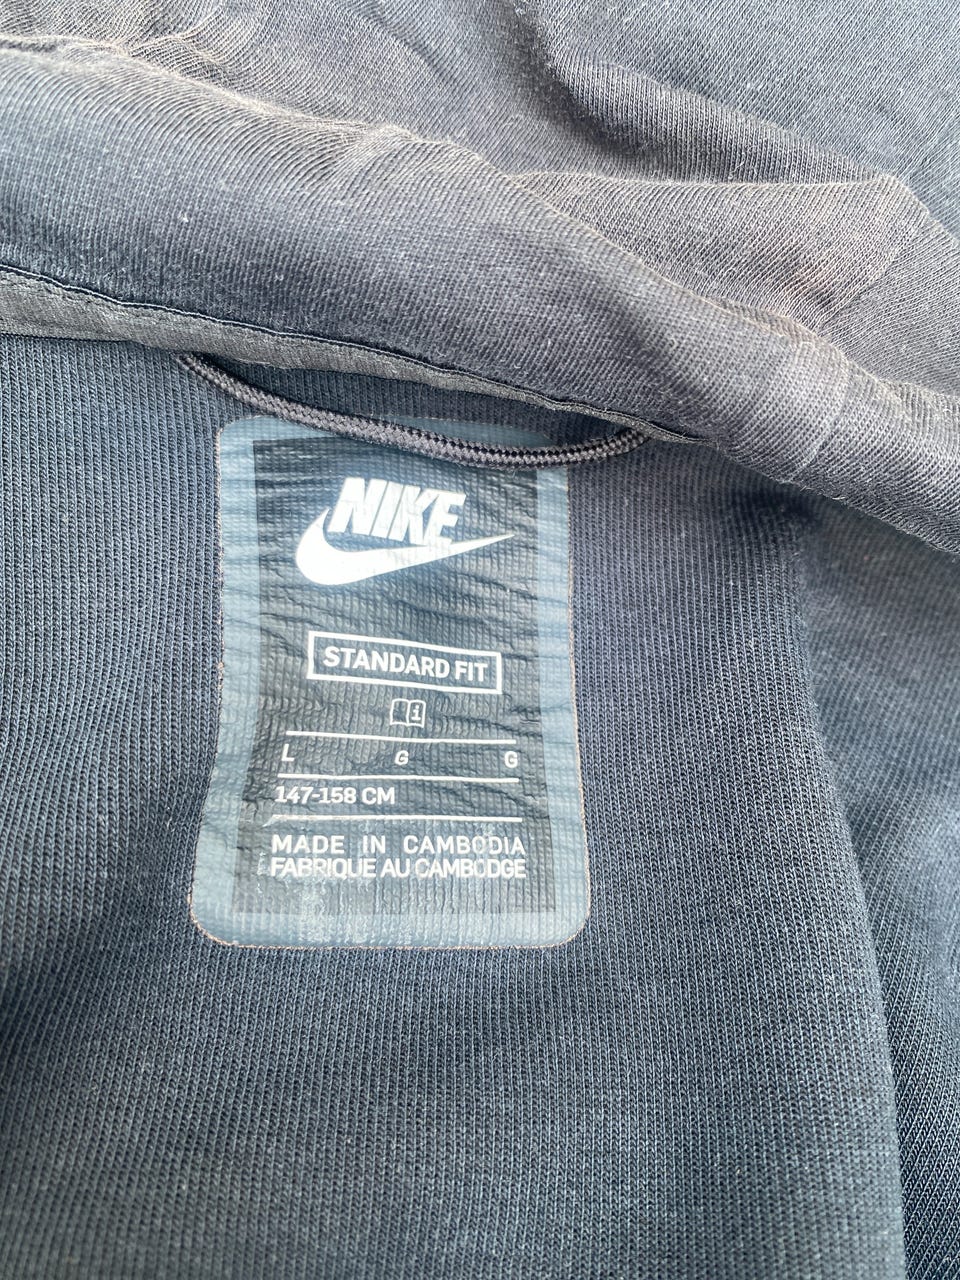 NIKE
STANDARD FIT
i
L G G
147-158 CM
MADE IN CAMBODIA
FABRIQUE AU CAMBODGE